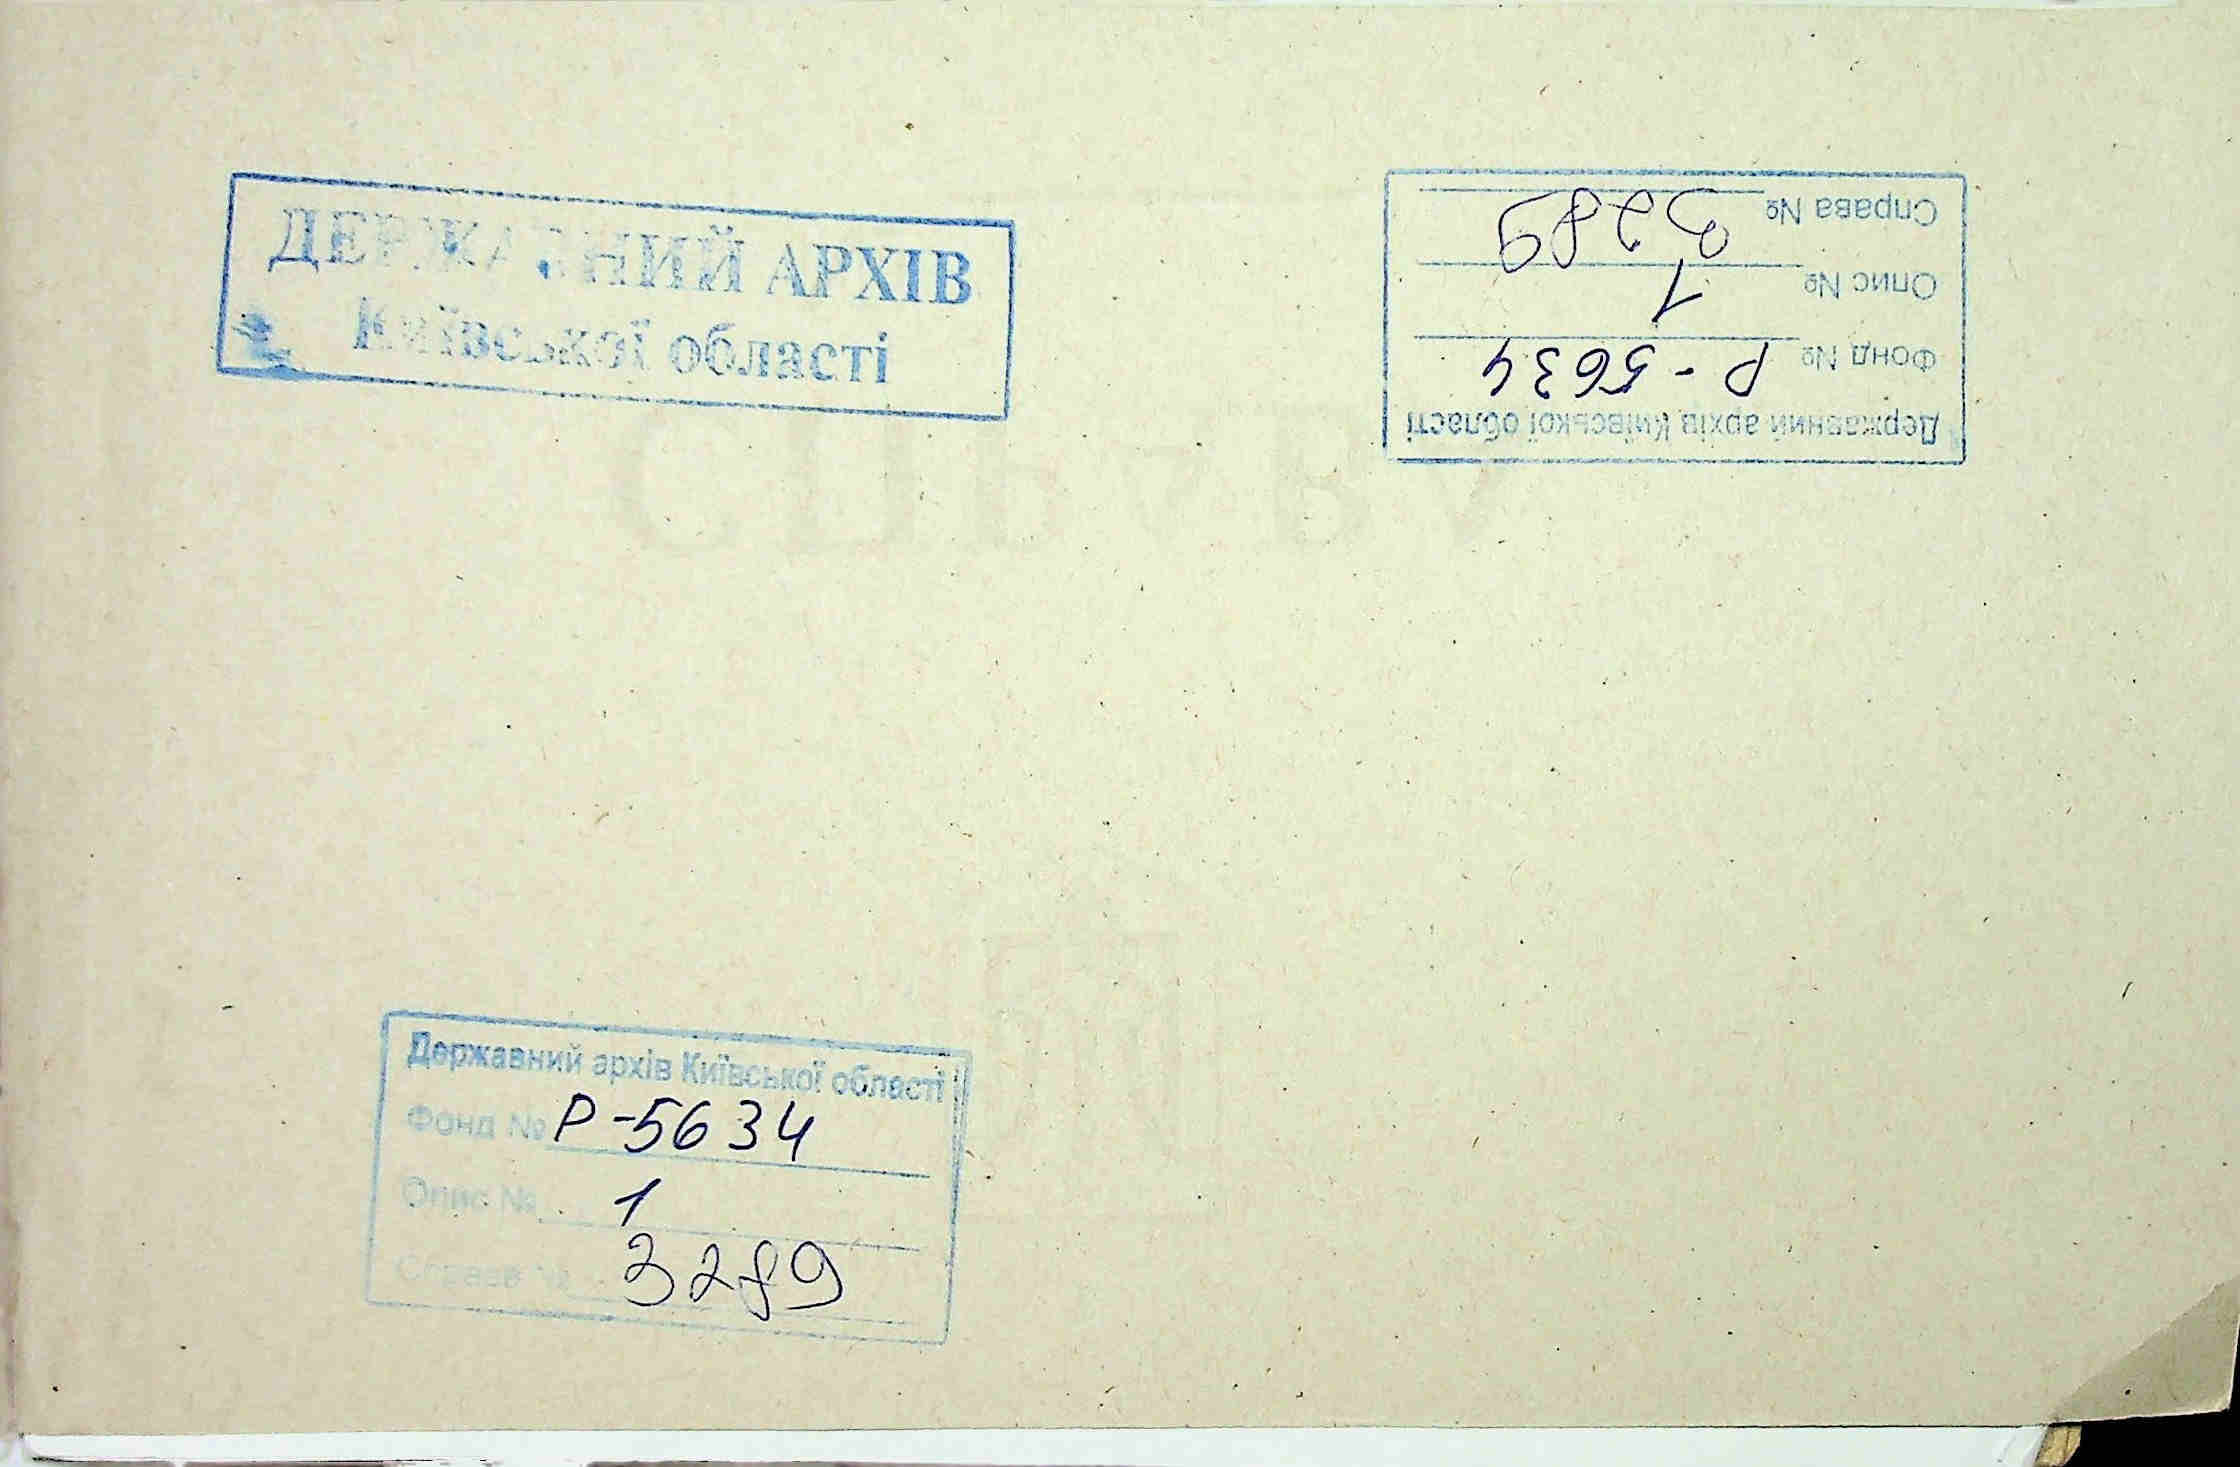 ДЕРЖАВНИЙ АРХІВ
Київської області
Державний архів Київської області
Фонд № Р-5634
Опис № 1
Справа № 3289
Державний архів Київської області
Фонд № Р-5634
Опис № 1
Справа № 3289